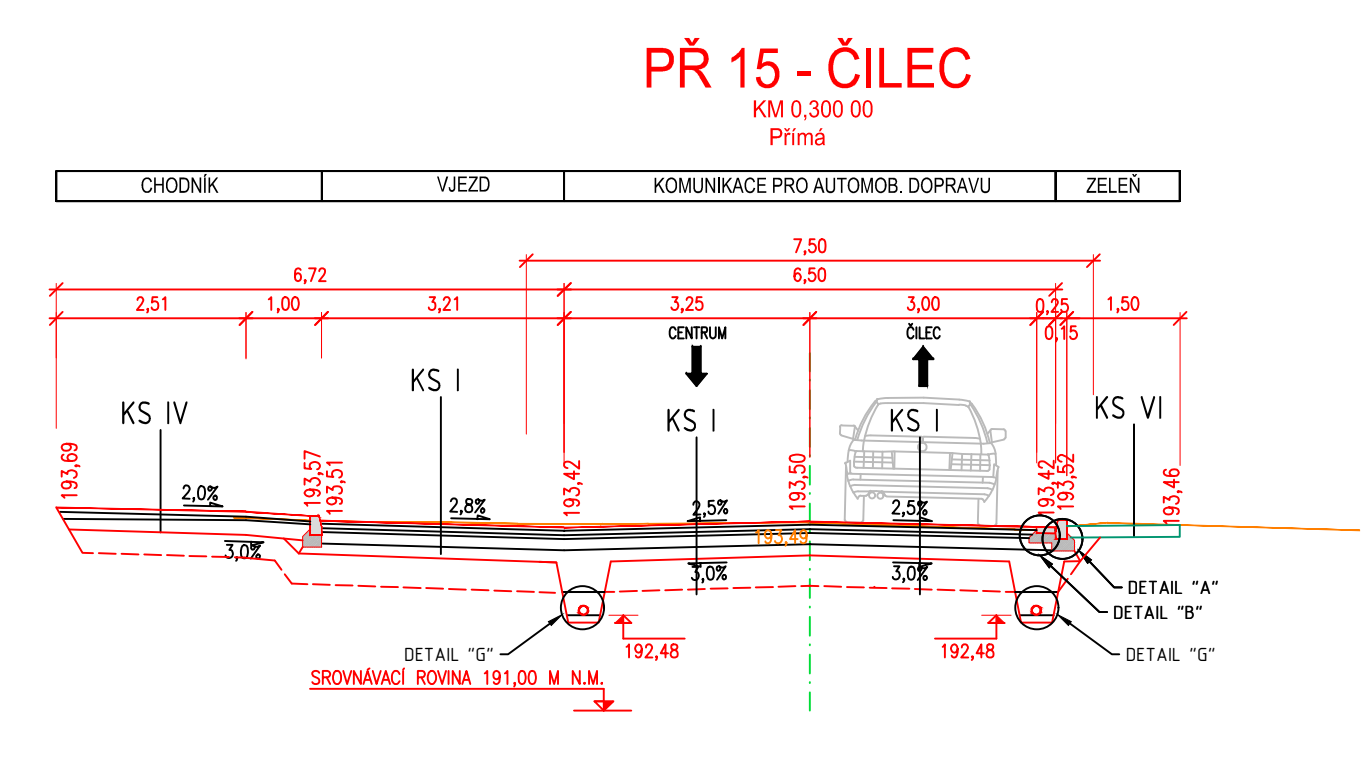 PŘ 15 - ČILEC
KM 0,300 00
Přímá
CHODNÍK VJEZD KOMUNIKACE PRO AUTOMOB. DOPRAVU ZELEŇ
7,50
6,72 6,50
2,51 1,00 3,21 3,25 3,00 0,25 1,50
0,15
CENTRUM ČILEC
KS I
KS IV KS I KS I KS VI
193,69 193,57 193,51 193,42 193,50 193,42 193,52 193,46
2,0% 2,8% 2,5% 2,5%
193,49
3,0% 3,0% 3,0%
DETAIL "A"
DETAIL "B"
DETAIL "G" 192,48 192,48 DETAIL "G"
SROVNÁVACÍ ROVINA 191,00 M N.M.